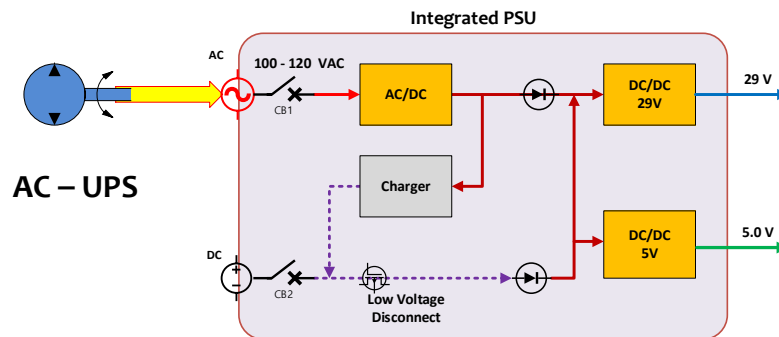 Integrated PSU
AC
100 - 120 VAC
CB1
AC/DC
DC/DC
29V
29 V
AC – UPS
Charger
DC
CB2
Low Voltage
Disconnect
DC/DC
5V
5.0 V